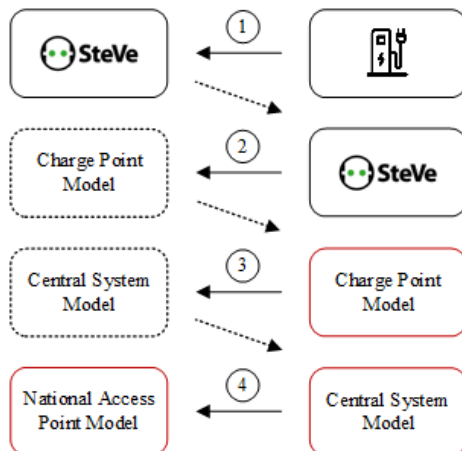 1
SteVe
2
Charge Point
Model
SteVe
3
Central System
Model
Charge Point
Model
4
National Access
Point Model
Central System
Model